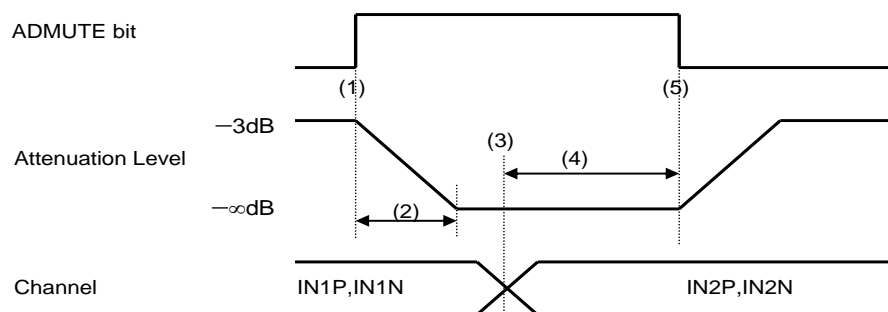 ADMUTE bit
(1)
(5)
－3dB
(3)
Attenuation Level
(4)
－∞dB
(2)
Channel
IN1P,IN1N
IN2P,IN2N